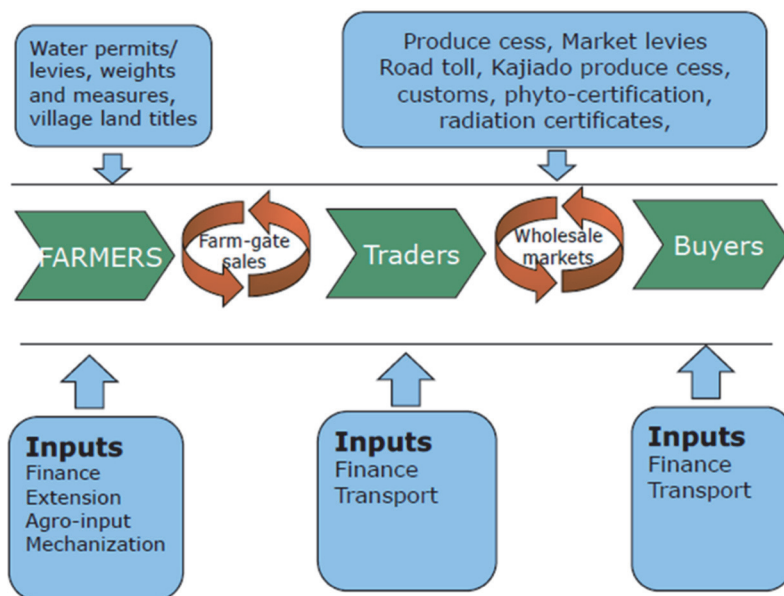 Water permits/
levies, weights
and measures,
village land titles
Produce cess, Market levies
Road toll, Kajiado produce cess,
customs, phyto-certification,
radiation certificates,
FARMERS
Farm-gate
sales
Traders
Wholesale
markets
Buyers
Inputs
Finance
Extension
Agro-input
Mechanization
Inputs
Finance
Transport
Inputs
Finance
Transport